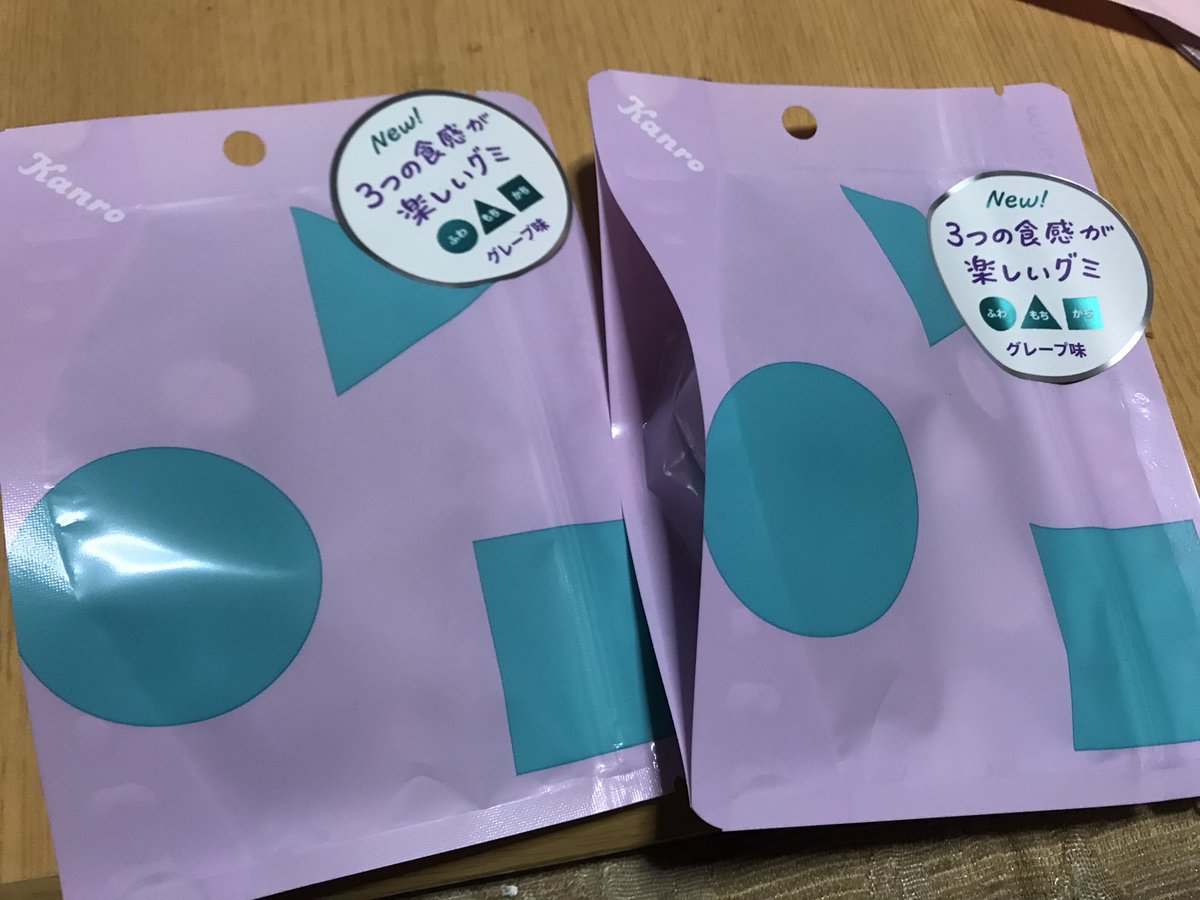 Kanro
New!
3つの食感が
楽しいグミ
ふわ もち かち
グレープ味
Kanro
New!
3つの食感が
楽しいグミ
ふわ もち かち
グレープ味